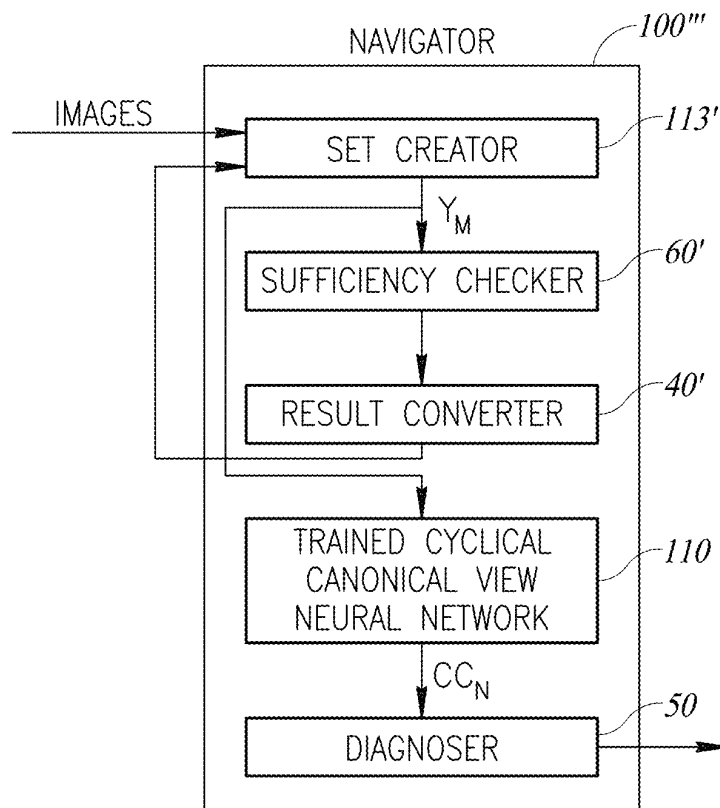 NAVIGATOR
100'''
IMAGES
SET CREATOR
113'
Y_M
SUFFICIENCY CHECKER
60'
RESULT CONVERTER
40'
TRAINED CYCLICAL
CANONICAL VIEW
NEURAL NETWORK
110
CC_N
DIAGNOSER
50